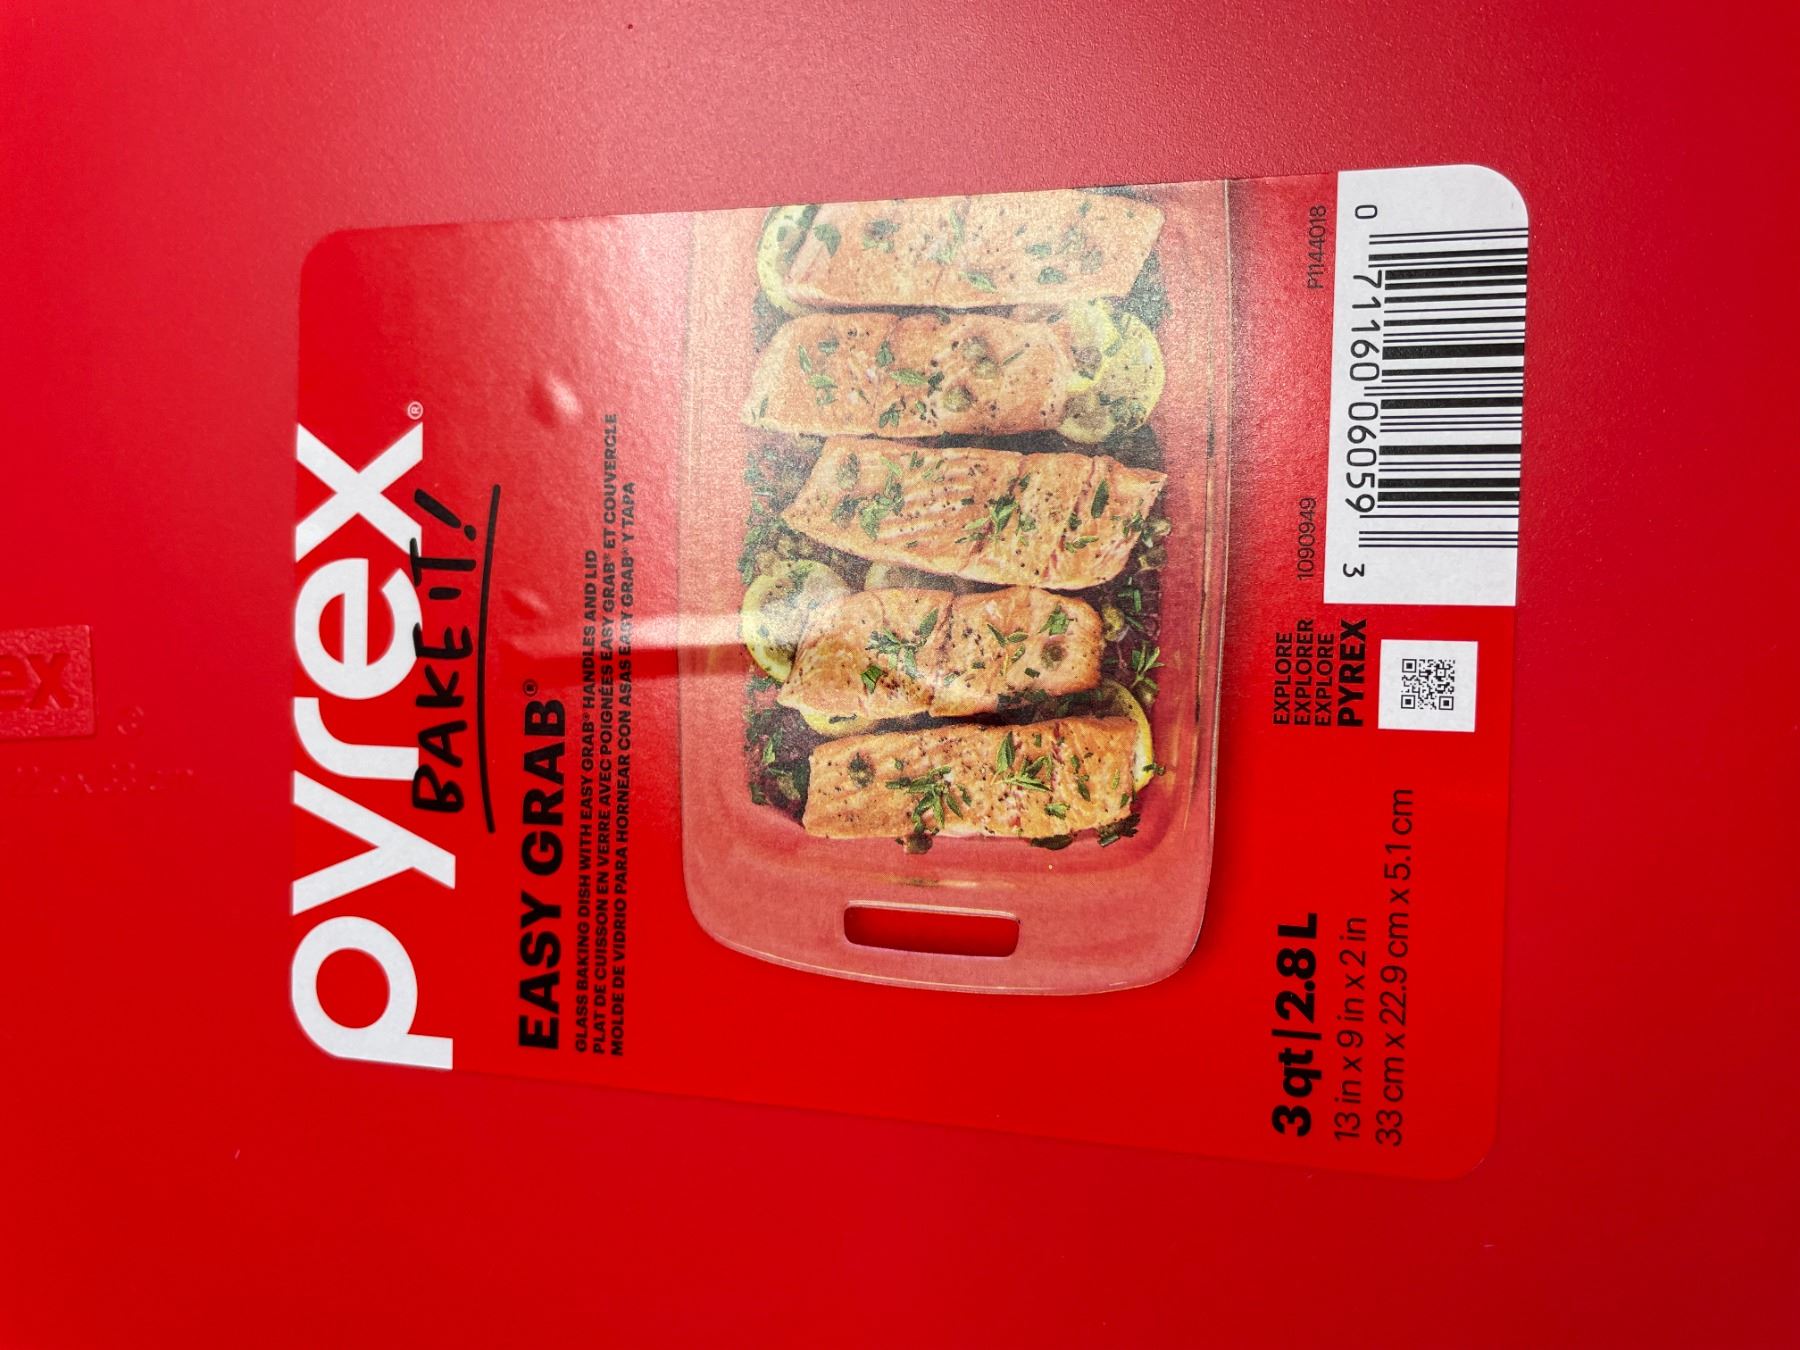 pyrex®
BAKE IT!
EASY GRAB®
GLASS BAKING DISH WITH EASY GRAB® HANDLES AND LID
PLAT DE CUISSON EN VERRE AVEC POIGNÉES EASY GRAB® ET COUVERCLE
MOLDE DE VIDRIO PARA HORNEAR CON ASAS EASY GRAB® Y TAPA
3 qt | 2.8 L
13 in x 9 in x 2 in
33 cm x 22.9 cm x 5.1 cm
EXPLORE
EXPLORER
EXPLORE
PYREX
1090949
P1144018
0 71160 06059 3
ex